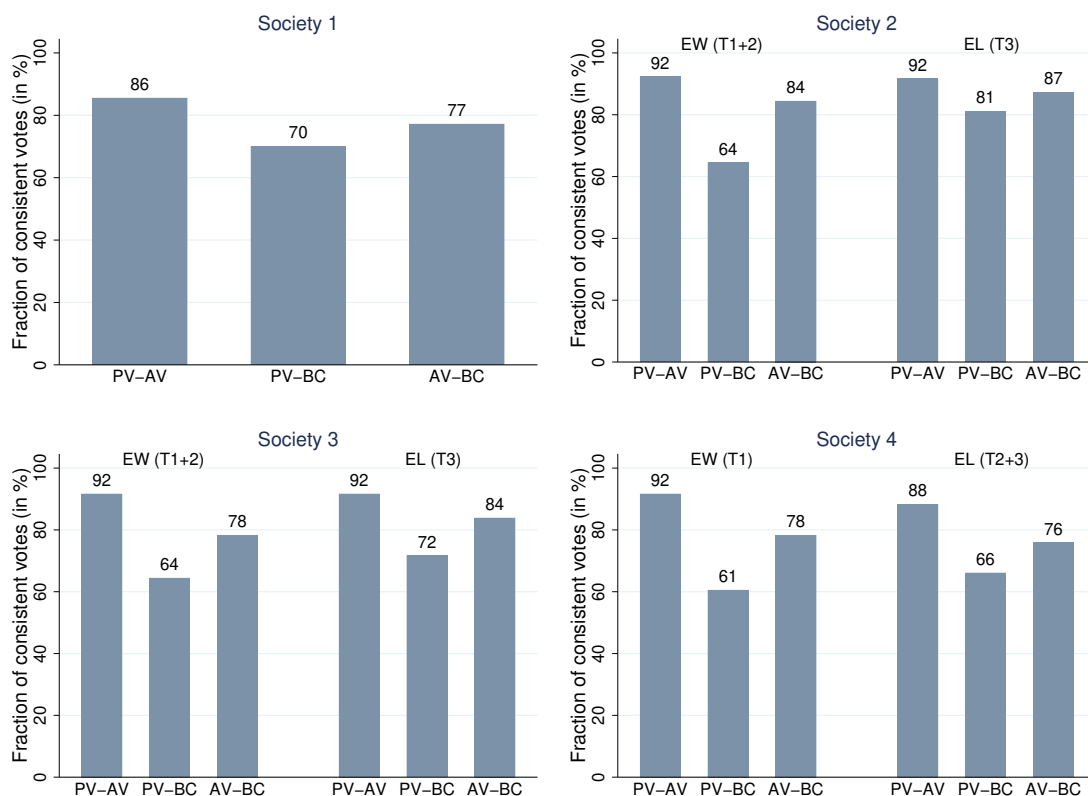 Society 1
Fraction of consistent votes (in %)
100
80
60
40
20
0
86
70
77
PV−AV
PV−BC
AV−BC
Society 2
EW (T1+2)
EL (T3)
Fraction of consistent votes (in %)
100
80
60
40
20
0
92
64
84
92
81
87
PV−AV PV−BC AV−BC
PV−AV PV−BC AV−BC
Society 3
EW (T1+2)
EL (T3)
Fraction of consistent votes (in %)
100
80
60
40
20
0
92
64
78
92
72
84
PV−AV PV−BC AV−BC
PV−AV PV−BC AV−BC
Society 4
EW (T1)
EL (T2+3)
Fraction of consistent votes (in %)
100
80
60
40
20
0
92
61
78
88
66
76
PV−AV PV−BC AV−BC
PV−AV PV−BC AV−BC